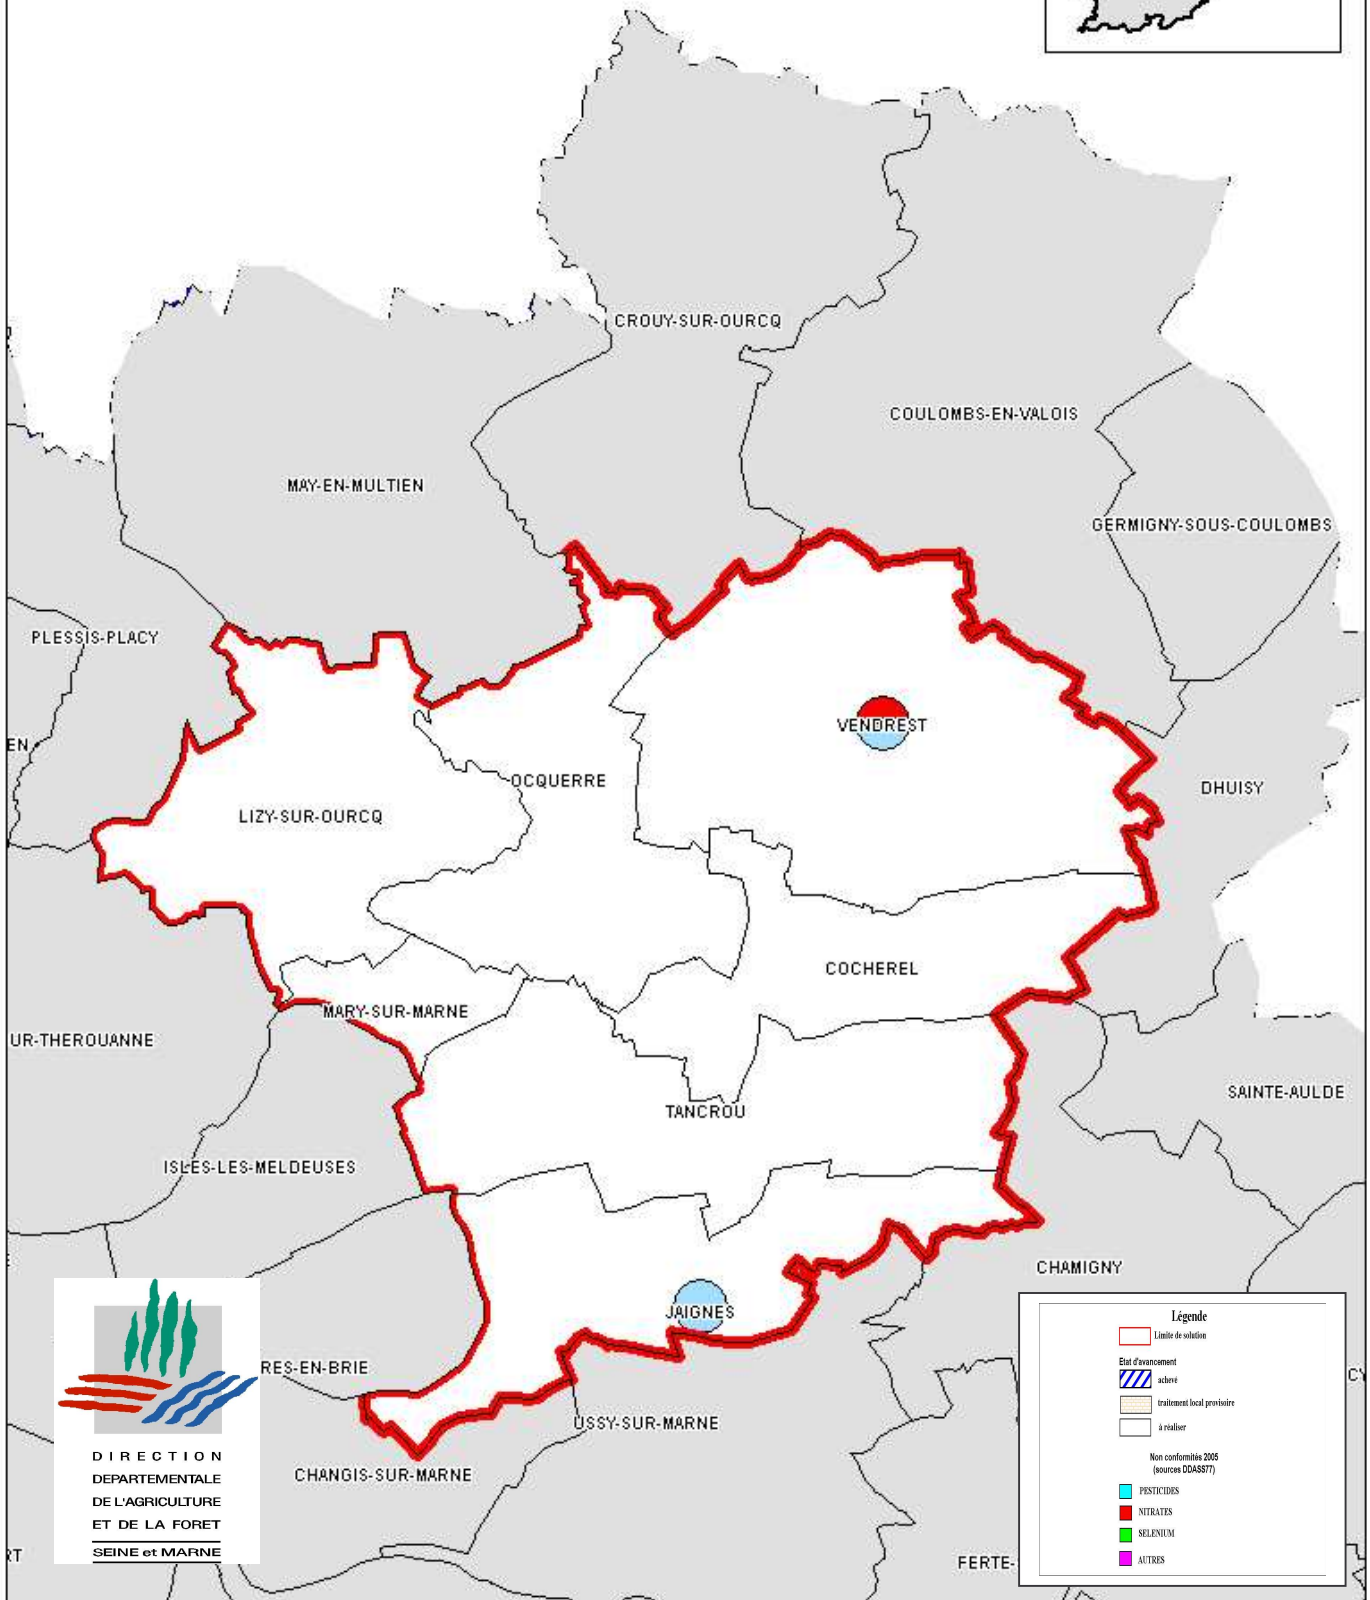 CROUY-SUR-OURCQ
COULOMBS-EN-VALOIS
MAY-EN-MULTIEN
GERMIGNY-SOUS-COULOMBS
PLESSIS-PLACY
VENDREST
EN
OCQUERRE
DHUISY
LIZY-SUR-OURCQ
COCHEREL
MARY-SUR-MARNE
UR-THEROUANNE
SAINTE-AULDE
TANCROU
ISLES-LES-MELDEUSES
CHAMIGNY
JAIGNES
RES-EN-BRIE
USSY-SUR-MARNE
CHANGIS-SUR-MARNE
FERTE-
RT
DIRECTION
DEPARTEMENTALE
DE L'AGRICULTURE
ET DE LA FORET
SEINE et MARNE
Légende
Limite de solution
Etat d'avancement
achevé
traitement local provisoire
à réaliser
Non conformités 2005
(sources DDASS77)
PESTICIDES
NITRATES
SELENIUM
AUTRES